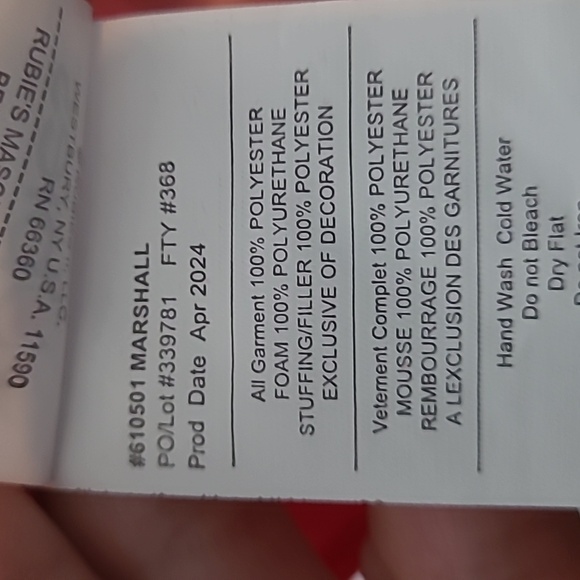 RUBIE'S
WESTBURY, NY U.S.A. 11590
RN 66360
#610501 MARSHALL
PO/Lot #339781 FTY #368
Prod Date Apr 2024
All Garment 100% POLYESTER
FOAM 100% POLYURETHANE
STUFFING/FILLER 100% POLYESTER
EXCLUSIVE OF DECORATION
Vetement Complet 100% POLYESTER
MOUSSE 100% POLYURETHANE
REMBOURRAGE 100% POLYESTER
A LEXCLUSION DES GARNITURES
Hand Wash Cold Water
Do not Bleach
Dry Flat